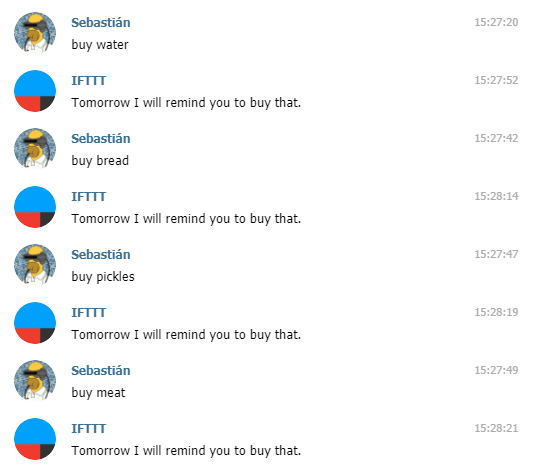 Sebastián 15:27:20
buy water
IFTTT 15:27:52
Tomorrow I will remind you to buy that.
Sebastián 15:27:42
buy bread
IFTTT 15:28:14
Tomorrow I will remind you to buy that.
Sebastián 15:27:47
buy pickles
IFTTT 15:28:19
Tomorrow I will remind you to buy that.
Sebastián 15:27:49
buy meat
IFTTT 15:28:21
Tomorrow I will remind you to buy that.